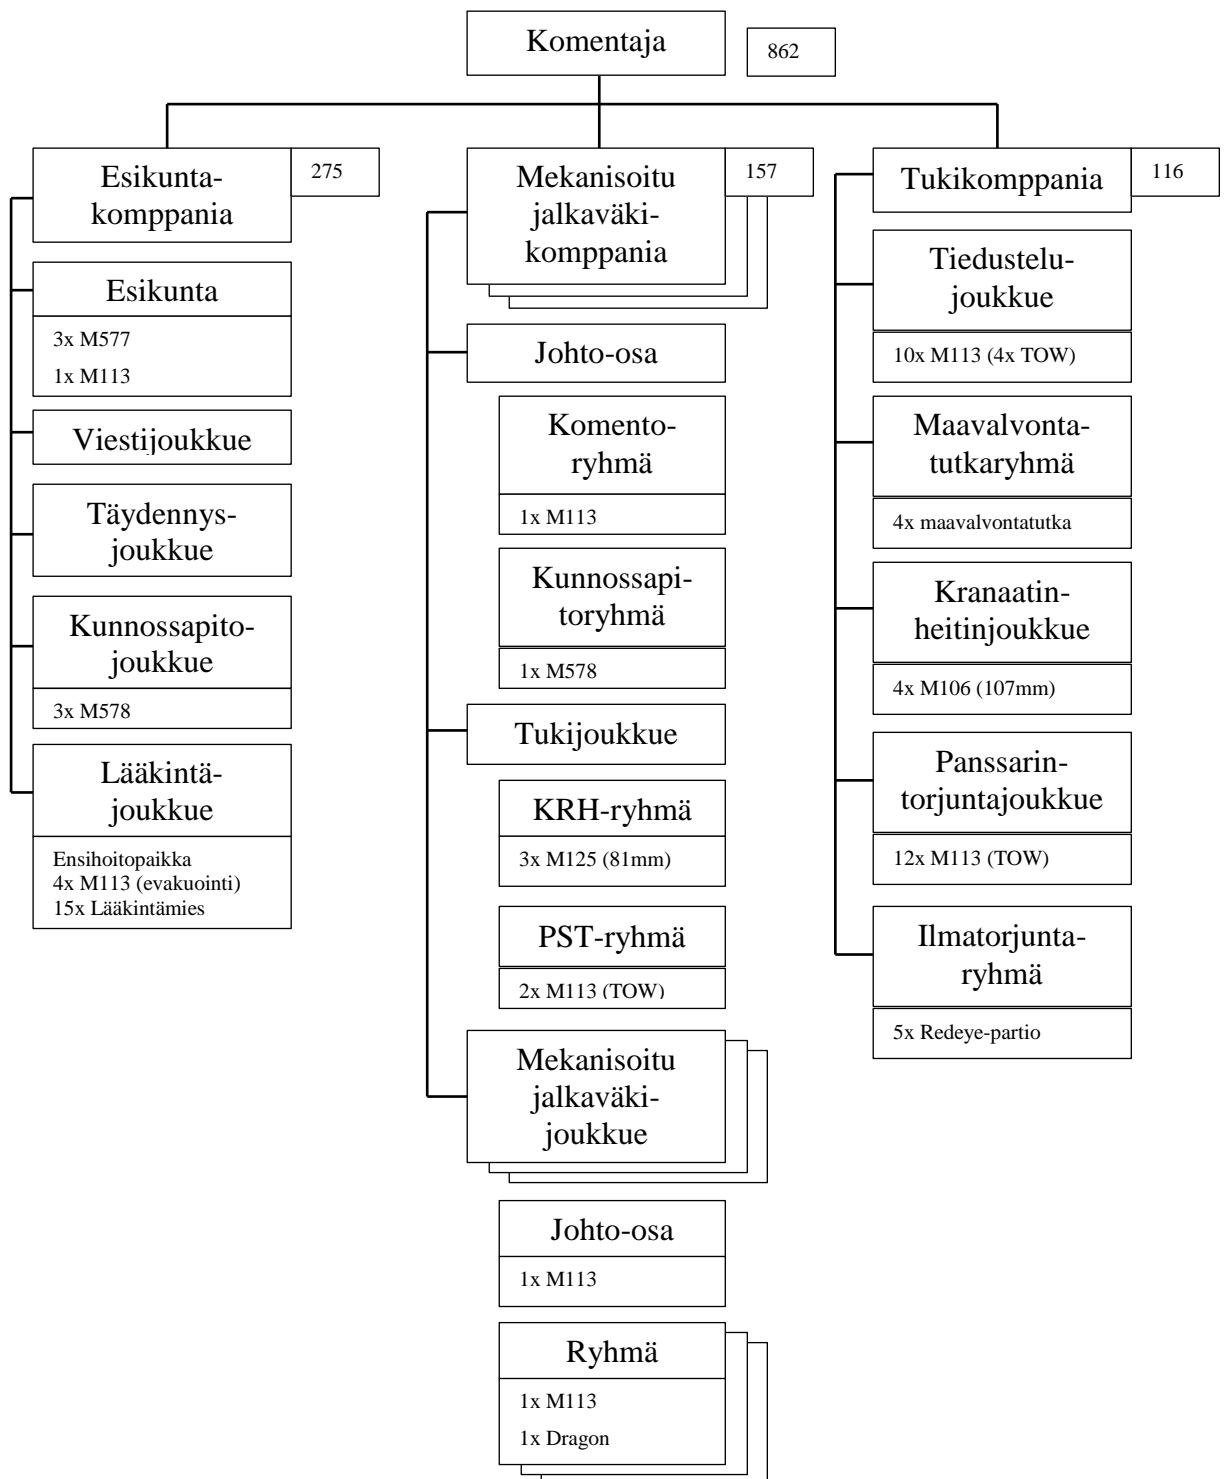 Komentaja
862
Esikunta-
komppania
275
Esikunta
3x M577
1x M113
Viestijoukkue
Täydennys-
joukkue
Kunnossapito-
joukkue
3x M578
Lääkintä-
joukkue
Ensihoitopaikka
4x M113 (evakuointi)
15x Lääkintämies
Mekanisoitu
jalkaväki-
komppania
157
Johto-osa
Komento-
ryhmä
1x M113
Kunnossapi-
toryhmä
1x M578
Tukijoukkue
KRH-ryhmä
3x M125 (81mm)
PST-ryhmä
2x M113 (TOW)
Mekanisoitu
jalkaväki-
joukkue
Johto-osa
1x M113
Ryhmä
1x M113
1x Dragon
Tukikomppania
116
Tiedustelu-
joukkue
10x M113 (4x TOW)
Maavalvonta-
tutkaryhmä
4x maavalvontatutka
Kranaatin-
heitinjoukkue
4x M106 (107mm)
Panssarin-
torjuntajoukkue
12x M113 (TOW)
Ilmatorjunta-
ryhmä
5x Redeye-partio